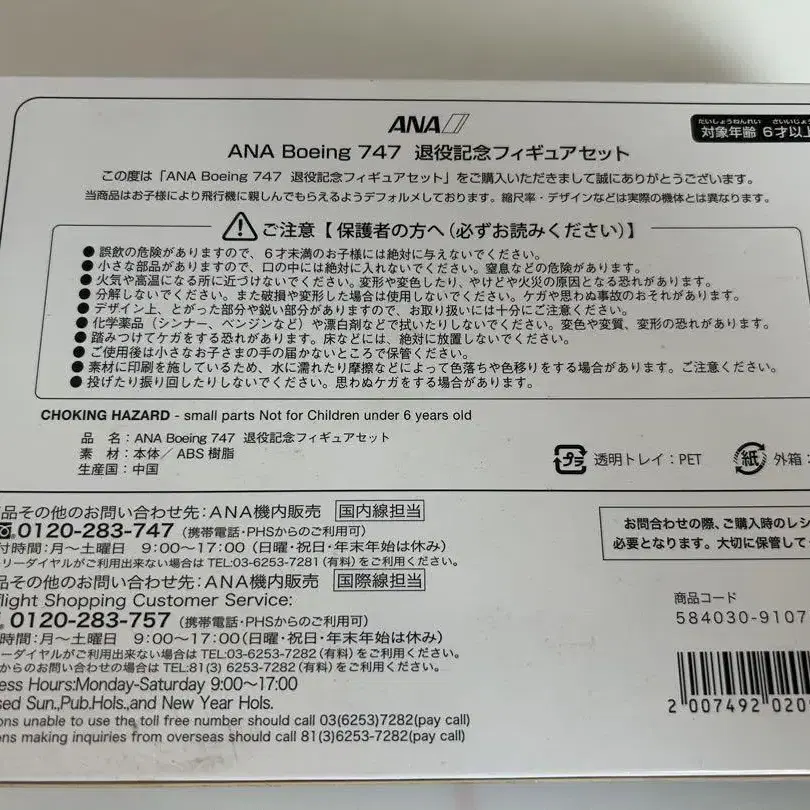 ANA
たいしょうねんれい さいいじょう
対象年齢 6才以上
ANA Boeing 747 退役記念フィギュアセット
この度は「ANA Boeing 747 退役記念フィギュアセット」をご購入いただきまして誠にありがとうございます。
当商品はお子様により飛行機に親しんでもらえるようデフォルメしております。縮尺率・デザインなどは実際の機体とは異なります。
ご注意【保護者の方へ(必ずお読みください)】
●誤飲の危険がありますので、6才未満のお子様には絶対に与えないでください。
●小さな部品がありますので、口の中には絶対に入れないでください。窒息などの危険があります。
●火気や高温になる所に近づけないでください。変形や変色したり、やけどや火災の原因となる恐れがあります。
●分解しないでください。また破損や変形した場合は使用しないでください。ケガや思わぬ事故のおそれがあります。
●デザイン上、とがった部分や鋭い部分がありますので、お取り扱いには十分にご注意ください。
●化学薬品(シンナー、ベンジンなど)や漂白剤などで拭いたりしないでください。変色や変質、変形の恐れがあります。
●踏みつけてケガをする恐れがあります。床などには、絶対に放置しないでください。
●ご使用後は小さなお子さまの手の届かないところで保管ください。
●素材に印刷を施しているため、水に濡れたり摩擦などによって色落ちや色移りをする場合があります。ご注意ください。
●投げたり振り回したりしないでください。思わぬケガをする場合があります。
CHOKING HAZARD - small parts Not for Children under 6 years old
品 名:ANA Boeing 747 退役記念フィギュアセット
素 材:本体/ABS樹脂
生産国:中国
プラ 透明トレイ:PET 紙 外箱:
品その他のお問い合わせ先:ANA機内販売 国内線担当
0120-283-747 (携帯電話・PHSからのご利用可)
付時間:月〜土曜日 9:00〜17:00 (日曜・祝日・年末年始は休み)
ーダイヤルがご利用出来ない場合は TEL:03-6253-7281(有料)をご利用ください。
お問合わせの際、ご購入時のレシ
必要となります。大切に保管して
品その他のお問い合わせ先:ANA機内販売 国際線担当
flight Shopping Customer Service:
0120-283-757 (携帯電話・PHSからのご利用可)
付時間:月〜土曜日 9:00〜17:00(日曜・祝日・年末年始は休み)
ーダイヤルがご利用出来ない場合は TEL:03-6253-7282(有料)をご利用ください。
からのお問い合わせの場合は TEL:81(3) 6253-7282(有料)をご利用ください。
ess Hours:Monday-Saturday 9:00〜17:00
sed Sun.,Pub.Hols.,and New Year Hols.
ons unable to use the toll free number should call 03(6253)7282(pay call)
ons making inquiries from overseas should call 81(3)6253-7282(pay call)
商品コード
584030-9107
2 007492 020